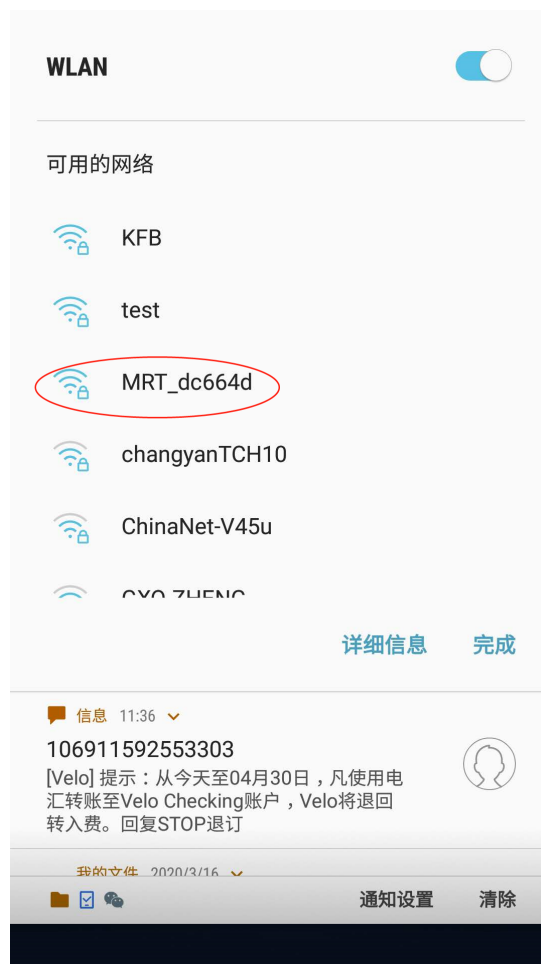 WLAN
可用的网络
KFB
test
MRT_dc664d
changyanTCH10
ChinaNet-V45u
详细信息 完成
信息 11:36
106911592553303
[Velo] 提示：从今天至04月30日，凡使用电
汇转账至Velo Checking账户，Velo将退回
转入费。回复STOP退订
我的文件 2020/3/16
通知设置 清除